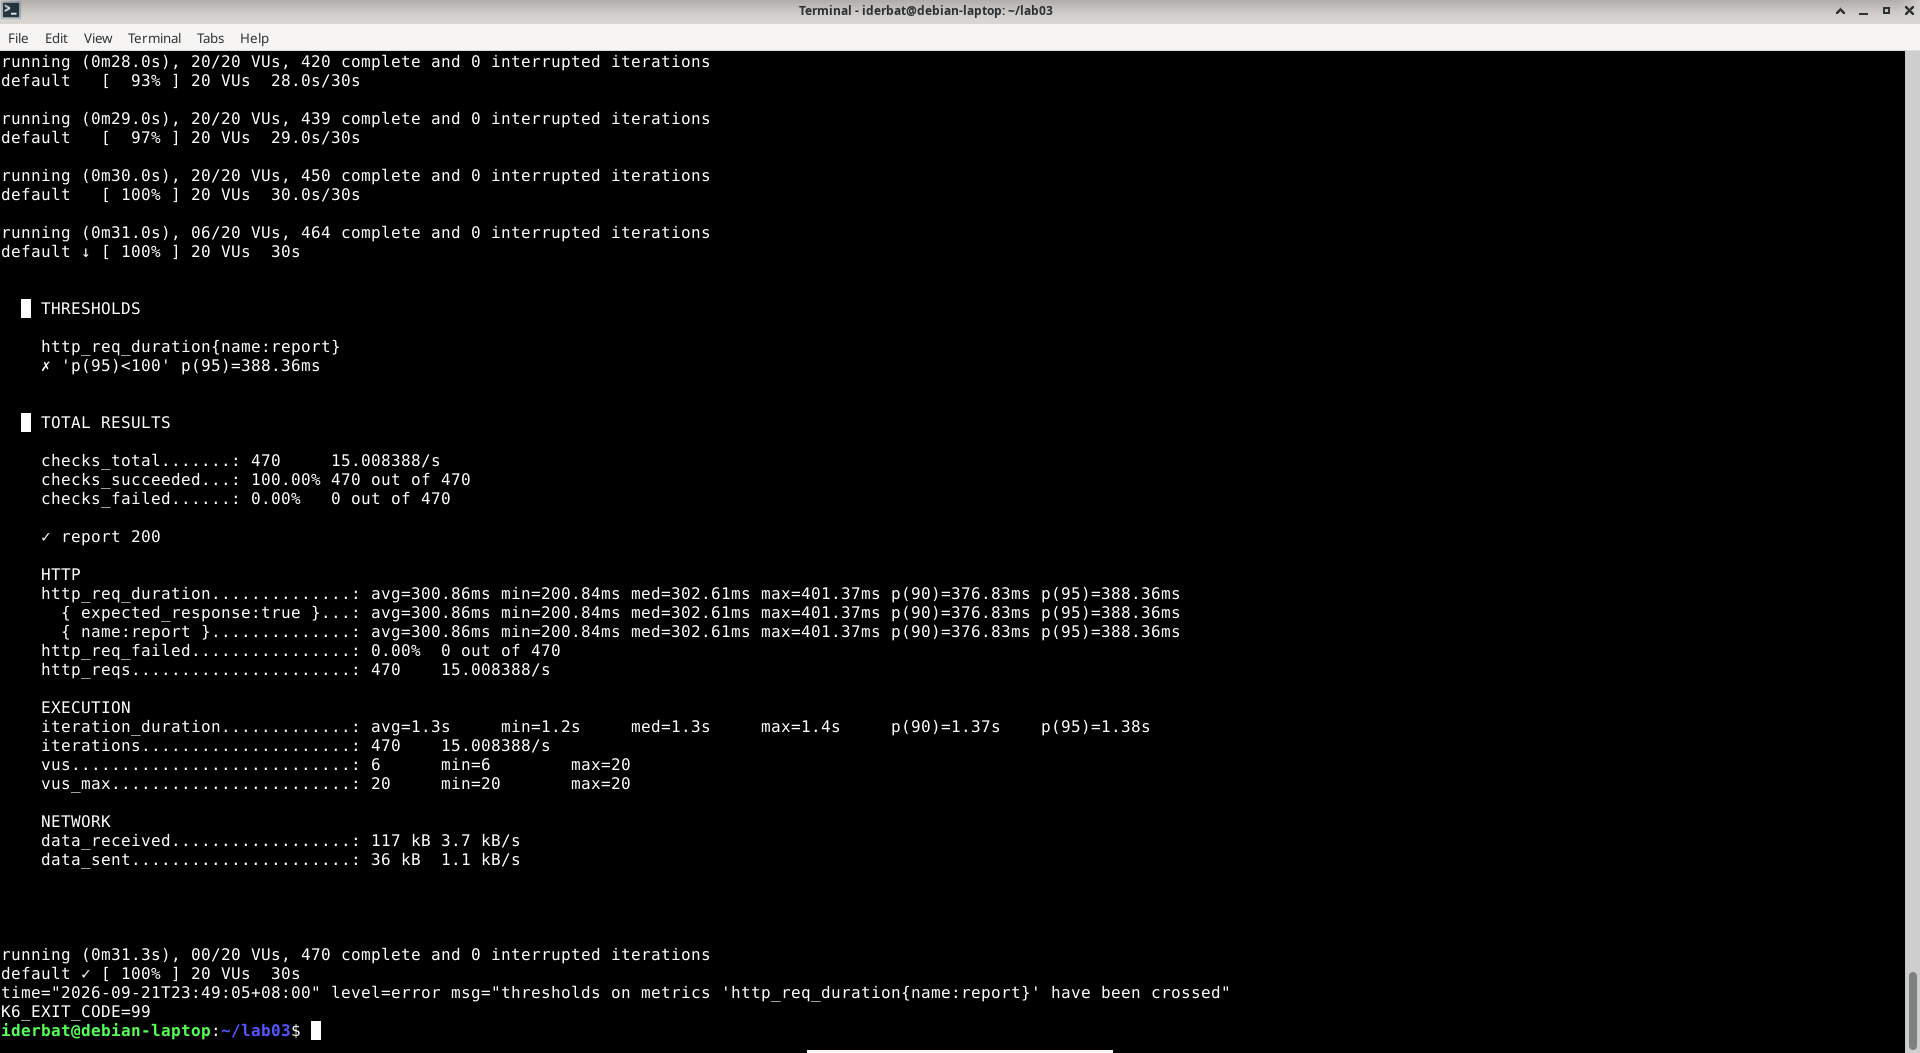 Terminal - iderbat@debian-laptop: ~/lab03
File Edit View Terminal Tabs Help
running (0m28.0s), 20/20 VUs, 420 complete and 0 interrupted iterations
default   [  93% ] 20 VUs  28.0s/30s
running (0m29.0s), 20/20 VUs, 439 complete and 0 interrupted iterations
default   [  97% ] 20 VUs  29.0s/30s
running (0m30.0s), 20/20 VUs, 450 complete and 0 interrupted iterations
default   [ 100% ] 20 VUs  30.0s/30s
running (0m31.0s), 06/20 VUs, 464 complete and 0 interrupted iterations
default ↓ [ 100% ] 20 VUs  30s
█ THRESHOLDS
http_req_duration{name:report}
✗ 'p(95)<100' p(95)=388.36ms
█ TOTAL RESULTS
checks_total.......: 470     15.008388/s
checks_succeeded...: 100.00% 470 out of 470
checks_failed......: 0.00%   0 out of 470
✓ report 200
HTTP
http_req_duration..............: avg=300.86ms min=200.84ms med=302.61ms max=401.37ms p(90)=376.83ms p(95)=388.36ms
{ expected_response:true }...: avg=300.86ms min=200.84ms med=302.61ms max=401.37ms p(90)=376.83ms p(95)=388.36ms
{ name:report }..............: avg=300.86ms min=200.84ms med=302.61ms max=401.37ms p(90)=376.83ms p(95)=388.36ms
http_req_failed................: 0.00%  0 out of 470
http_reqs......................: 470    15.008388/s
EXECUTION
iteration_duration.............: avg=1.3s     min=1.2s     med=1.3s     max=1.4s     p(90)=1.37s    p(95)=1.38s
iterations.....................: 470    15.008388/s
vus............................: 6      min=6        max=20
vus_max........................: 20     min=20       max=20
NETWORK
data_received..................: 117 kB 3.7 kB/s
data_sent......................: 36 kB  1.1 kB/s
running (0m31.3s), 00/20 VUs, 470 complete and 0 interrupted iterations
default ✓ [ 100% ] 20 VUs  30s
time="2026-09-21T23:49:05+08:00" level=error msg="thresholds on metrics 'http_req_duration{name:report}' have been crossed"
K6_EXIT_CODE=99
iderbat@debian-laptop:~/lab03$